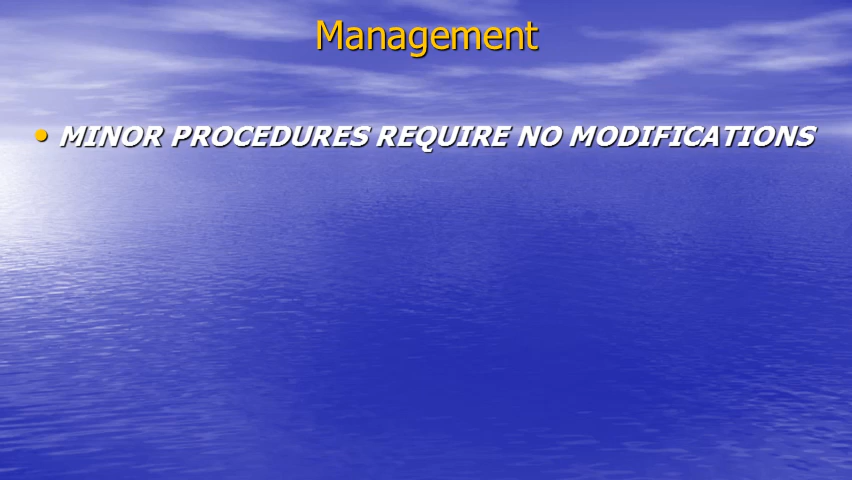 Management
• MINOR PROCEDURES REQUIRE NO MODIFICATIONS